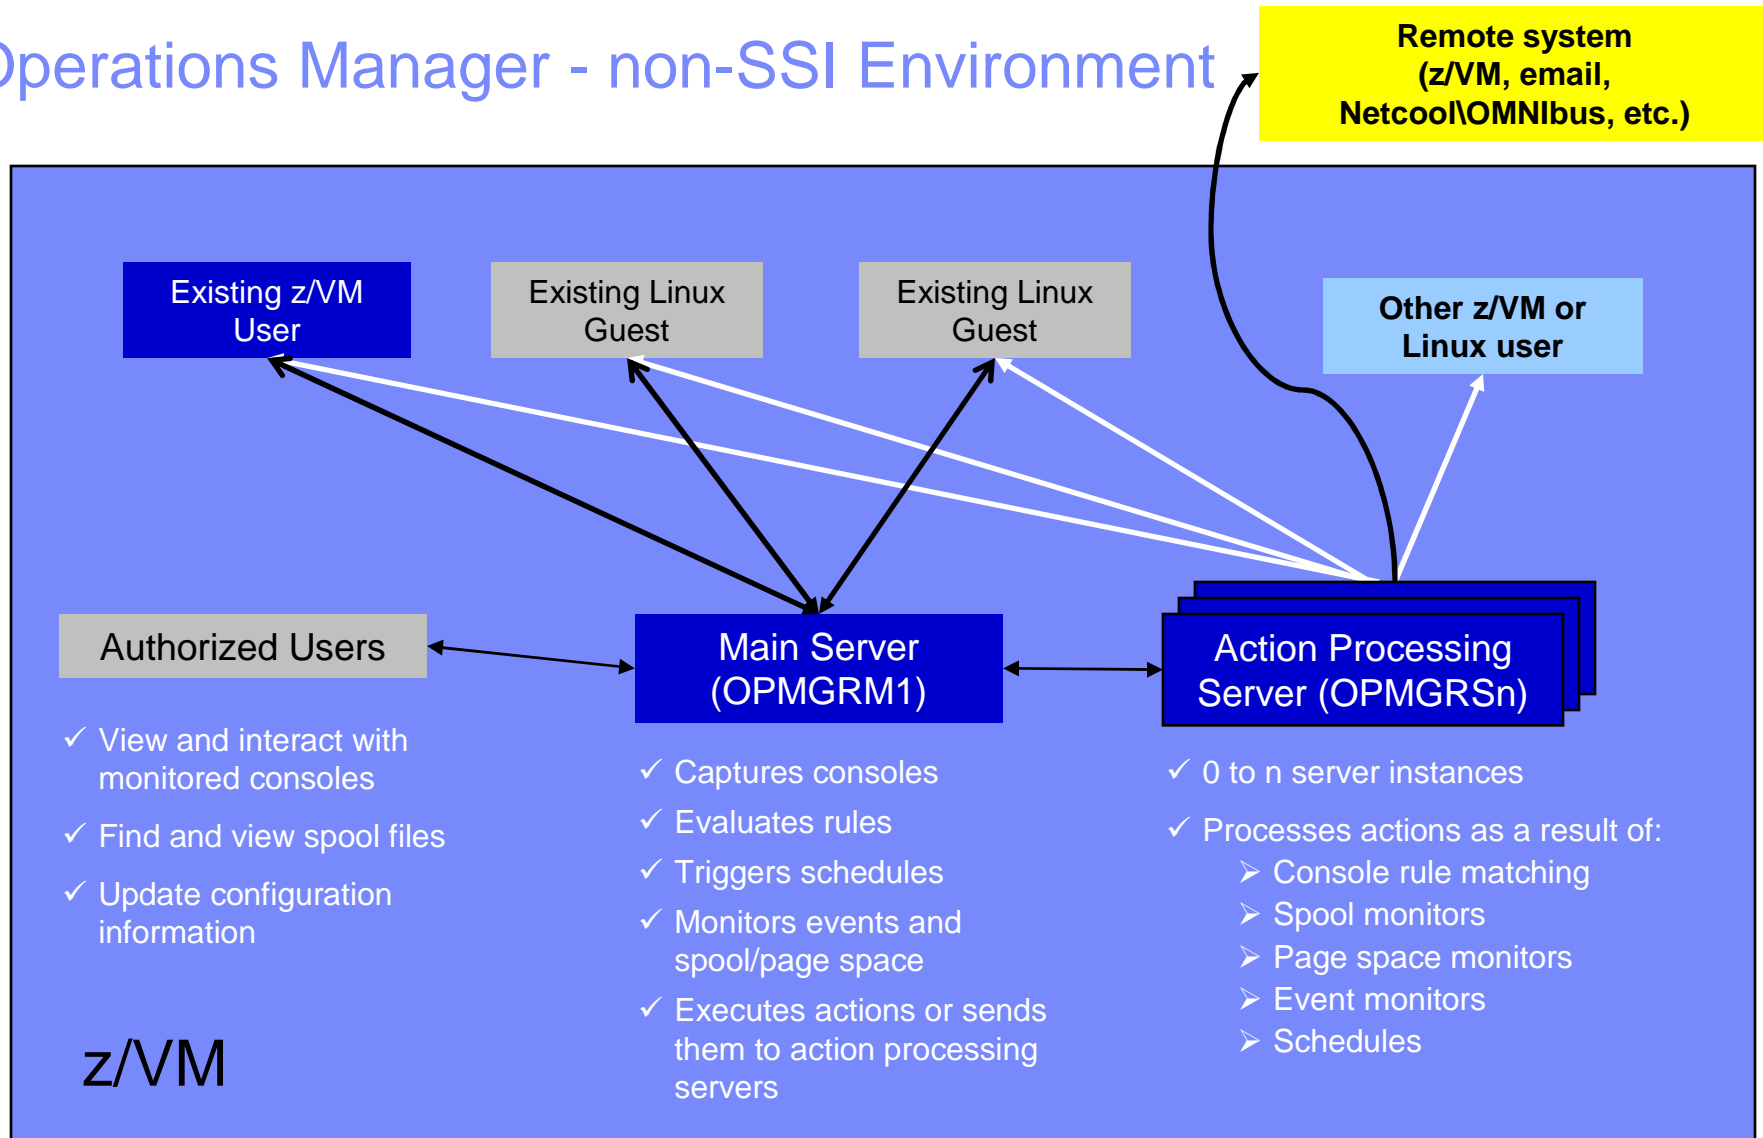 Operations Manager - non-SSI Environment
Remote system
(z/VM, email,
Netcool\OMNIbus, etc.)
Existing z/VM
User
Existing Linux
Guest
Existing Linux
Guest
Other z/VM or
Linux user
Authorized Users
Main Server
(OPMGRM1)
Action Processing
Server (OPMGRSn)
✓ View and interact with
monitored consoles
✓ Find and view spool files
✓ Update configuration
information
✓ Captures consoles
✓ Evaluates rules
✓ Triggers schedules
✓ Monitors events and
spool/page space
✓ Executes actions or sends
them to action processing
servers
✓ 0 to n server instances
✓ Processes actions as a result of:
➢ Console rule matching
➢ Spool monitors
➢ Page space monitors
➢ Event monitors
➢ Schedules
z/VM